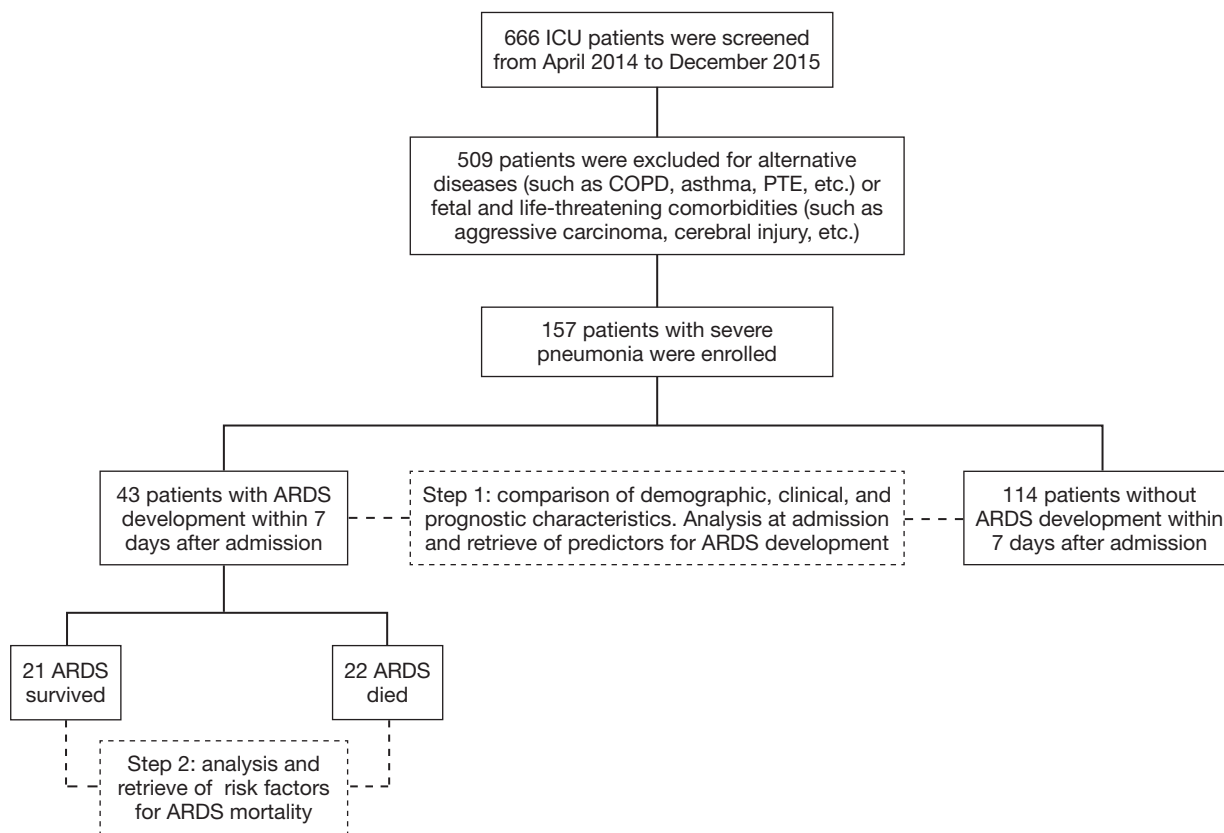 666 ICU patients were screened
from April 2014 to December 2015
509 patients were excluded for alternative
diseases (such as COPD, asthma, PTE, etc.) or
fetal and life-threatening comorbidities (such as
aggressive carcinoma, cerebral injury, etc.)
157 patients with severe
pneumonia were enrolled
43 patients with ARDS
development within 7
days after admission
Step 1: comparison of demographic, clinical, and
prognostic characteristics. Analysis at admission
and retrieve of predictors for ARDS development
114 patients without
ARDS development within
7 days after admission
21 ARDS
survived
22 ARDS
died
Step 2: analysis and
retrieve of risk factors
for ARDS mortality